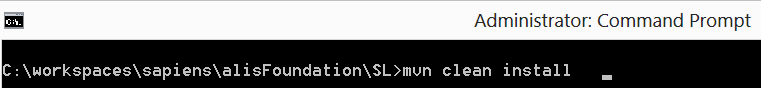 Administrator: Command Prompt
C:\workspaces\sapiens\alisFoundation\SL>mvn clean install